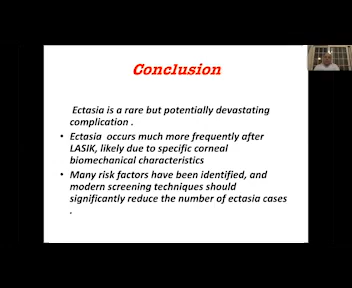 Conclusion
Ectasia is a rare but potentially devastating
complication .
• Ectasia occurs much more frequently after
LASIK, likely due to specific corneal
biomechanical characteristics
• Many risk factors have been identified, and
modern screening techniques should
significantly reduce the number of ectasia cases
.